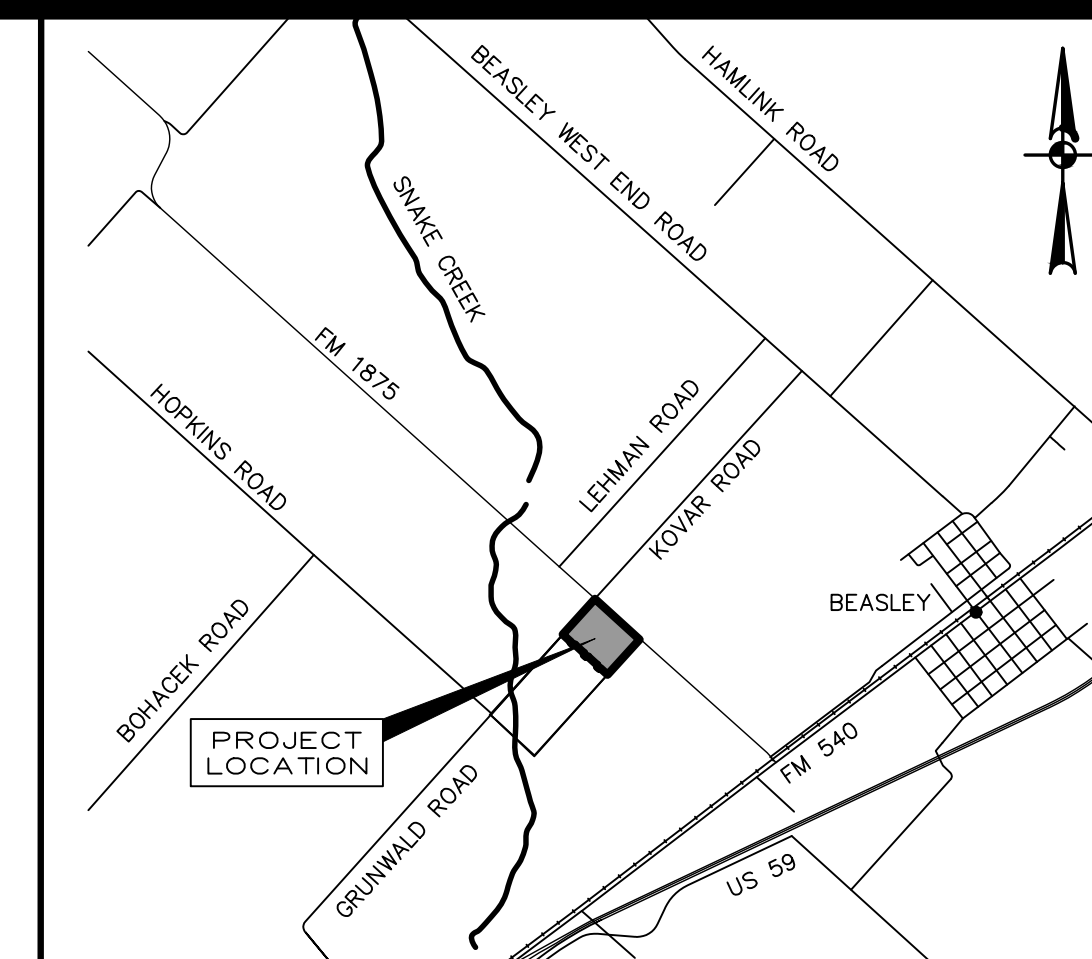 HAMLINK ROAD
BEASLEY WEST END ROAD
SNAKE CREEK
FM 1875
HOPKINS ROAD
LEHMAN ROAD
KOVAR ROAD
BEASLEY
BOHACEK ROAD
PROJECT
LOCATION
FM 540
GRUNWALD ROAD
US 59